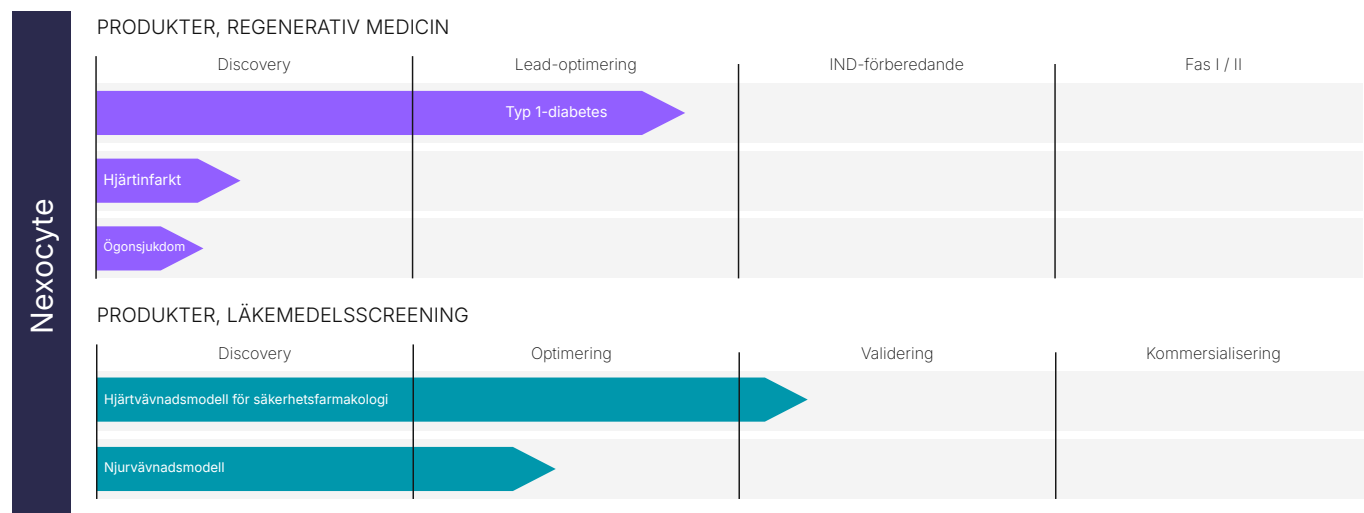 Nexocyte
PRODUKTER, REGENERATIV MEDICIN
Discovery Lead-optimering IND-förberedande Fas I / II
Typ 1-diabetes
Hjärtinfarkt
Ögonsjukdom
PRODUKTER, LÄKEMEDELSSCREENING
Discovery Optimering Validering Kommersialisering
Hjärtvävnadsmodell för säkerhetsfarmakologi
Njurvävnadsmodell